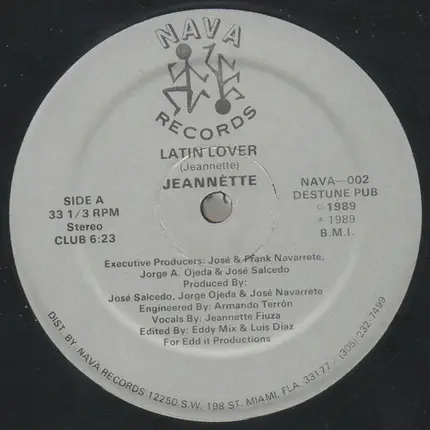 NAVA
RECORDS
LATIN LOVER
(Jeannette)
JEANNETTE
SIDE A
33 1/3 RPM
Stereo
CLUB 6:23
NAVA—002
DESTUNE PUB
© 1989
℗ 1989
B.M.I.
Executive Producers: José & Frank Navarrete,
Jorge A. Ojeda & José Salcedo
Produced By:
José Salcedo, Jorge Ojeda & José Navarrete
Engineered By: Armando Terrón
Vocals By: Jeannette Fiuza
Edited By: Eddy Mix & Luis Diaz
For Edd it Productions
DIST. BY NAVA RECORDS 12250 S.W. 198 ST. MIAMI, FLA. 33177 / (305) 232-7499